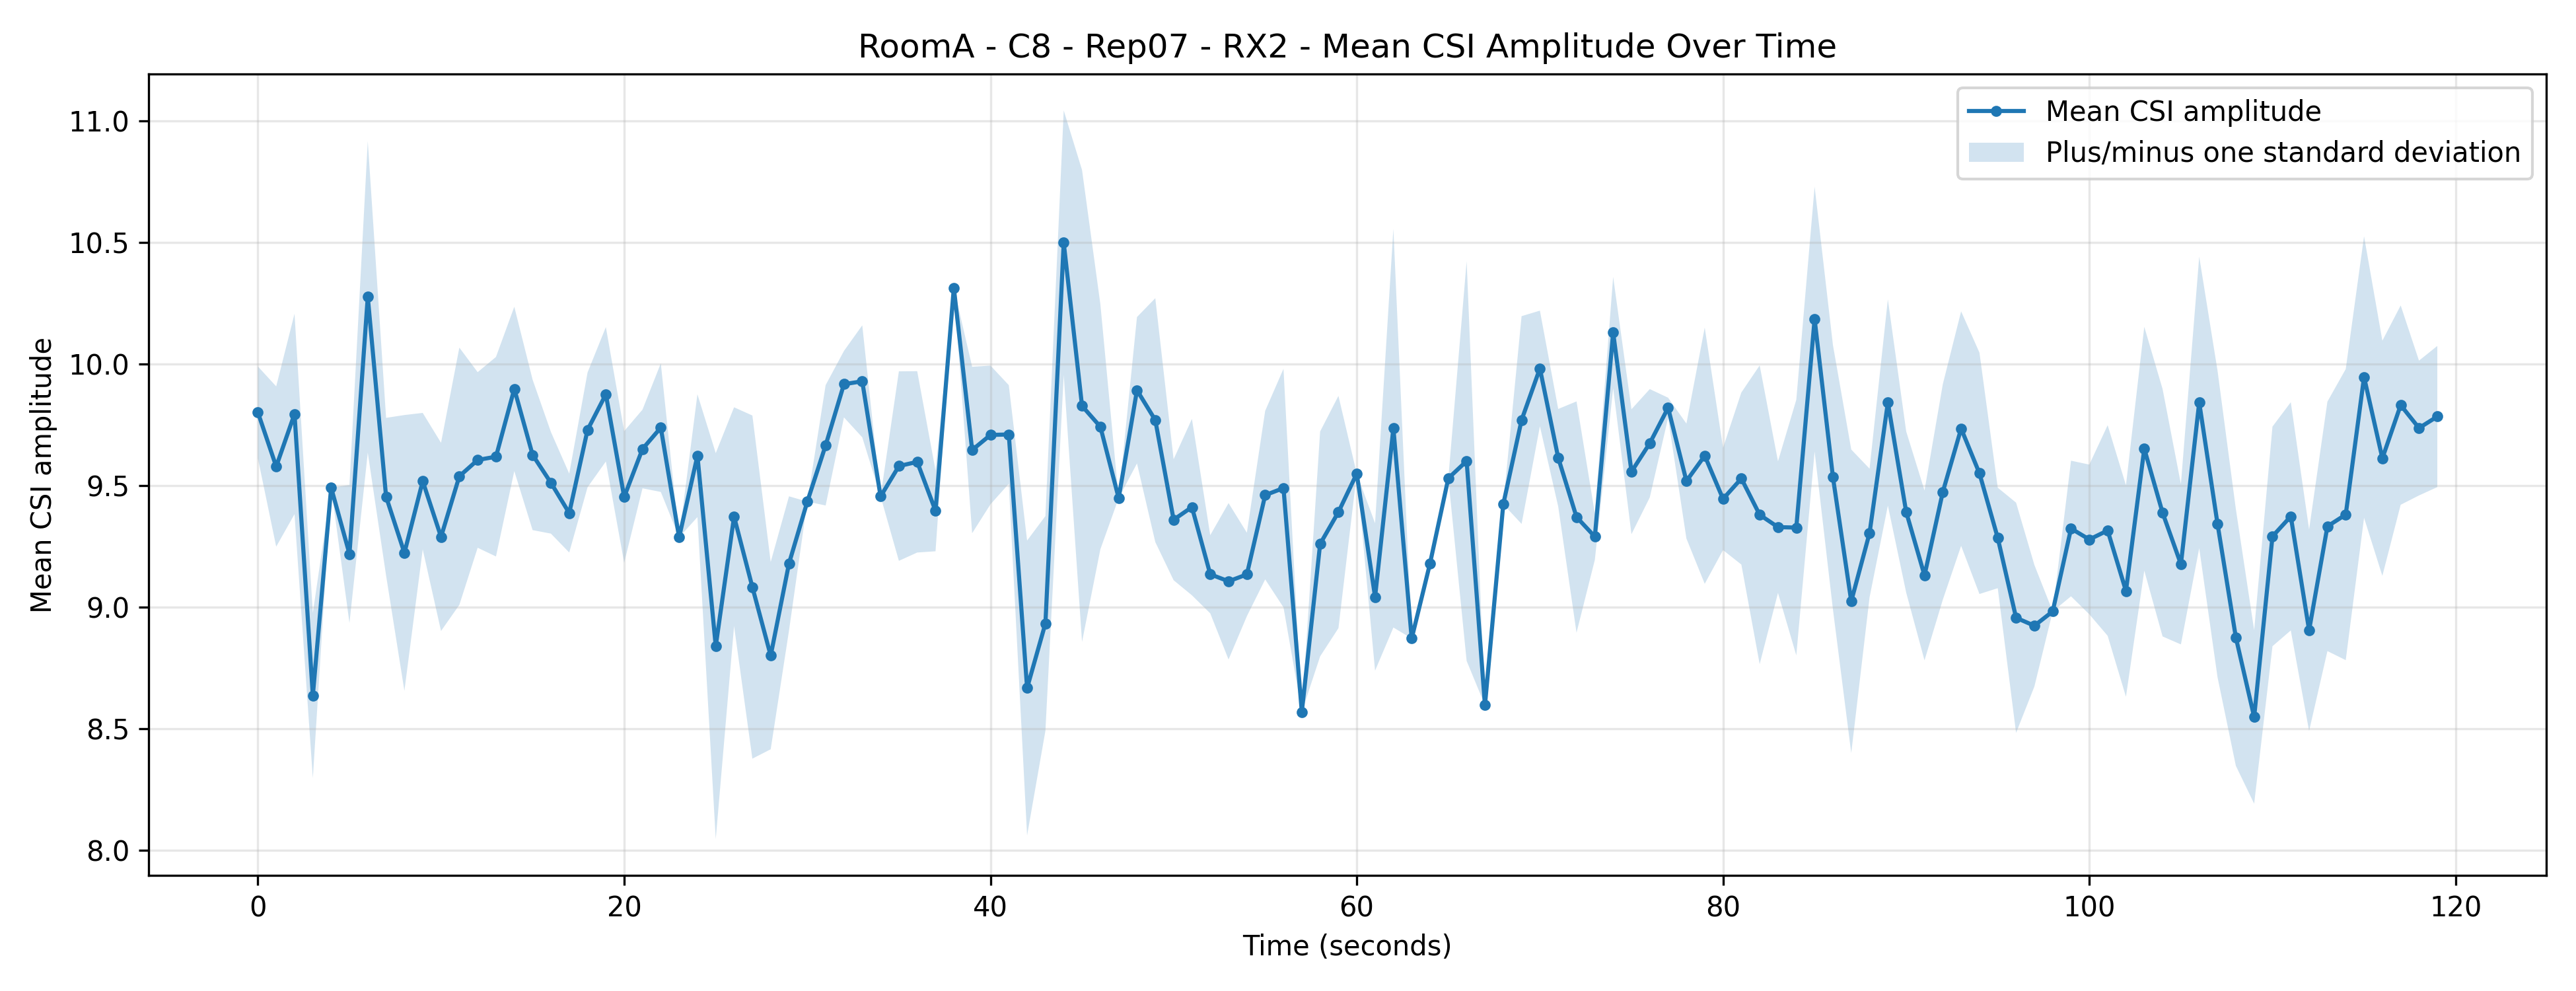 RoomA - C8 - Rep07 - RX2 - Mean CSI Amplitude Over Time
Mean CSI amplitude
Plus/minus one standard deviation
11.0
10.5
10.0
9.5
9.0
8.5
8.0
Mean CSI amplitude
0 20 40 60 80 100 120
Time (seconds)